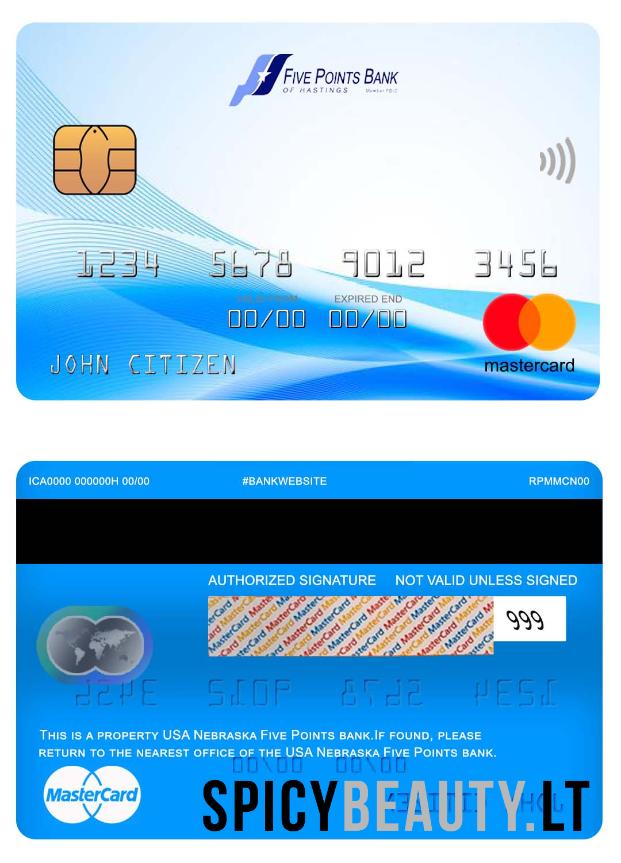 FIVE POINTS BANK
OF HASTINGS Member FDIC
1234 5678 9012 3456
VALID FROM EXPIRED END
00/00 00/00
JOHN CITIZEN
mastercard
ICA0000 000000H 00/00 #BANKWEBSITE RPMMCN00
AUTHORIZED SIGNATURE NOT VALID UNLESS SIGNED
MasterCard MasterCard MasterCard
999
THIS IS A PROPERTY USA NEBRASKA FIVE POINTS BANK.IF FOUND, PLEASE
RETURN TO THE NEAREST OFFICE OF THE USA NEBRASKA FIVE POINTS BANK.
MasterCard
SPICYBEAUTY.LT